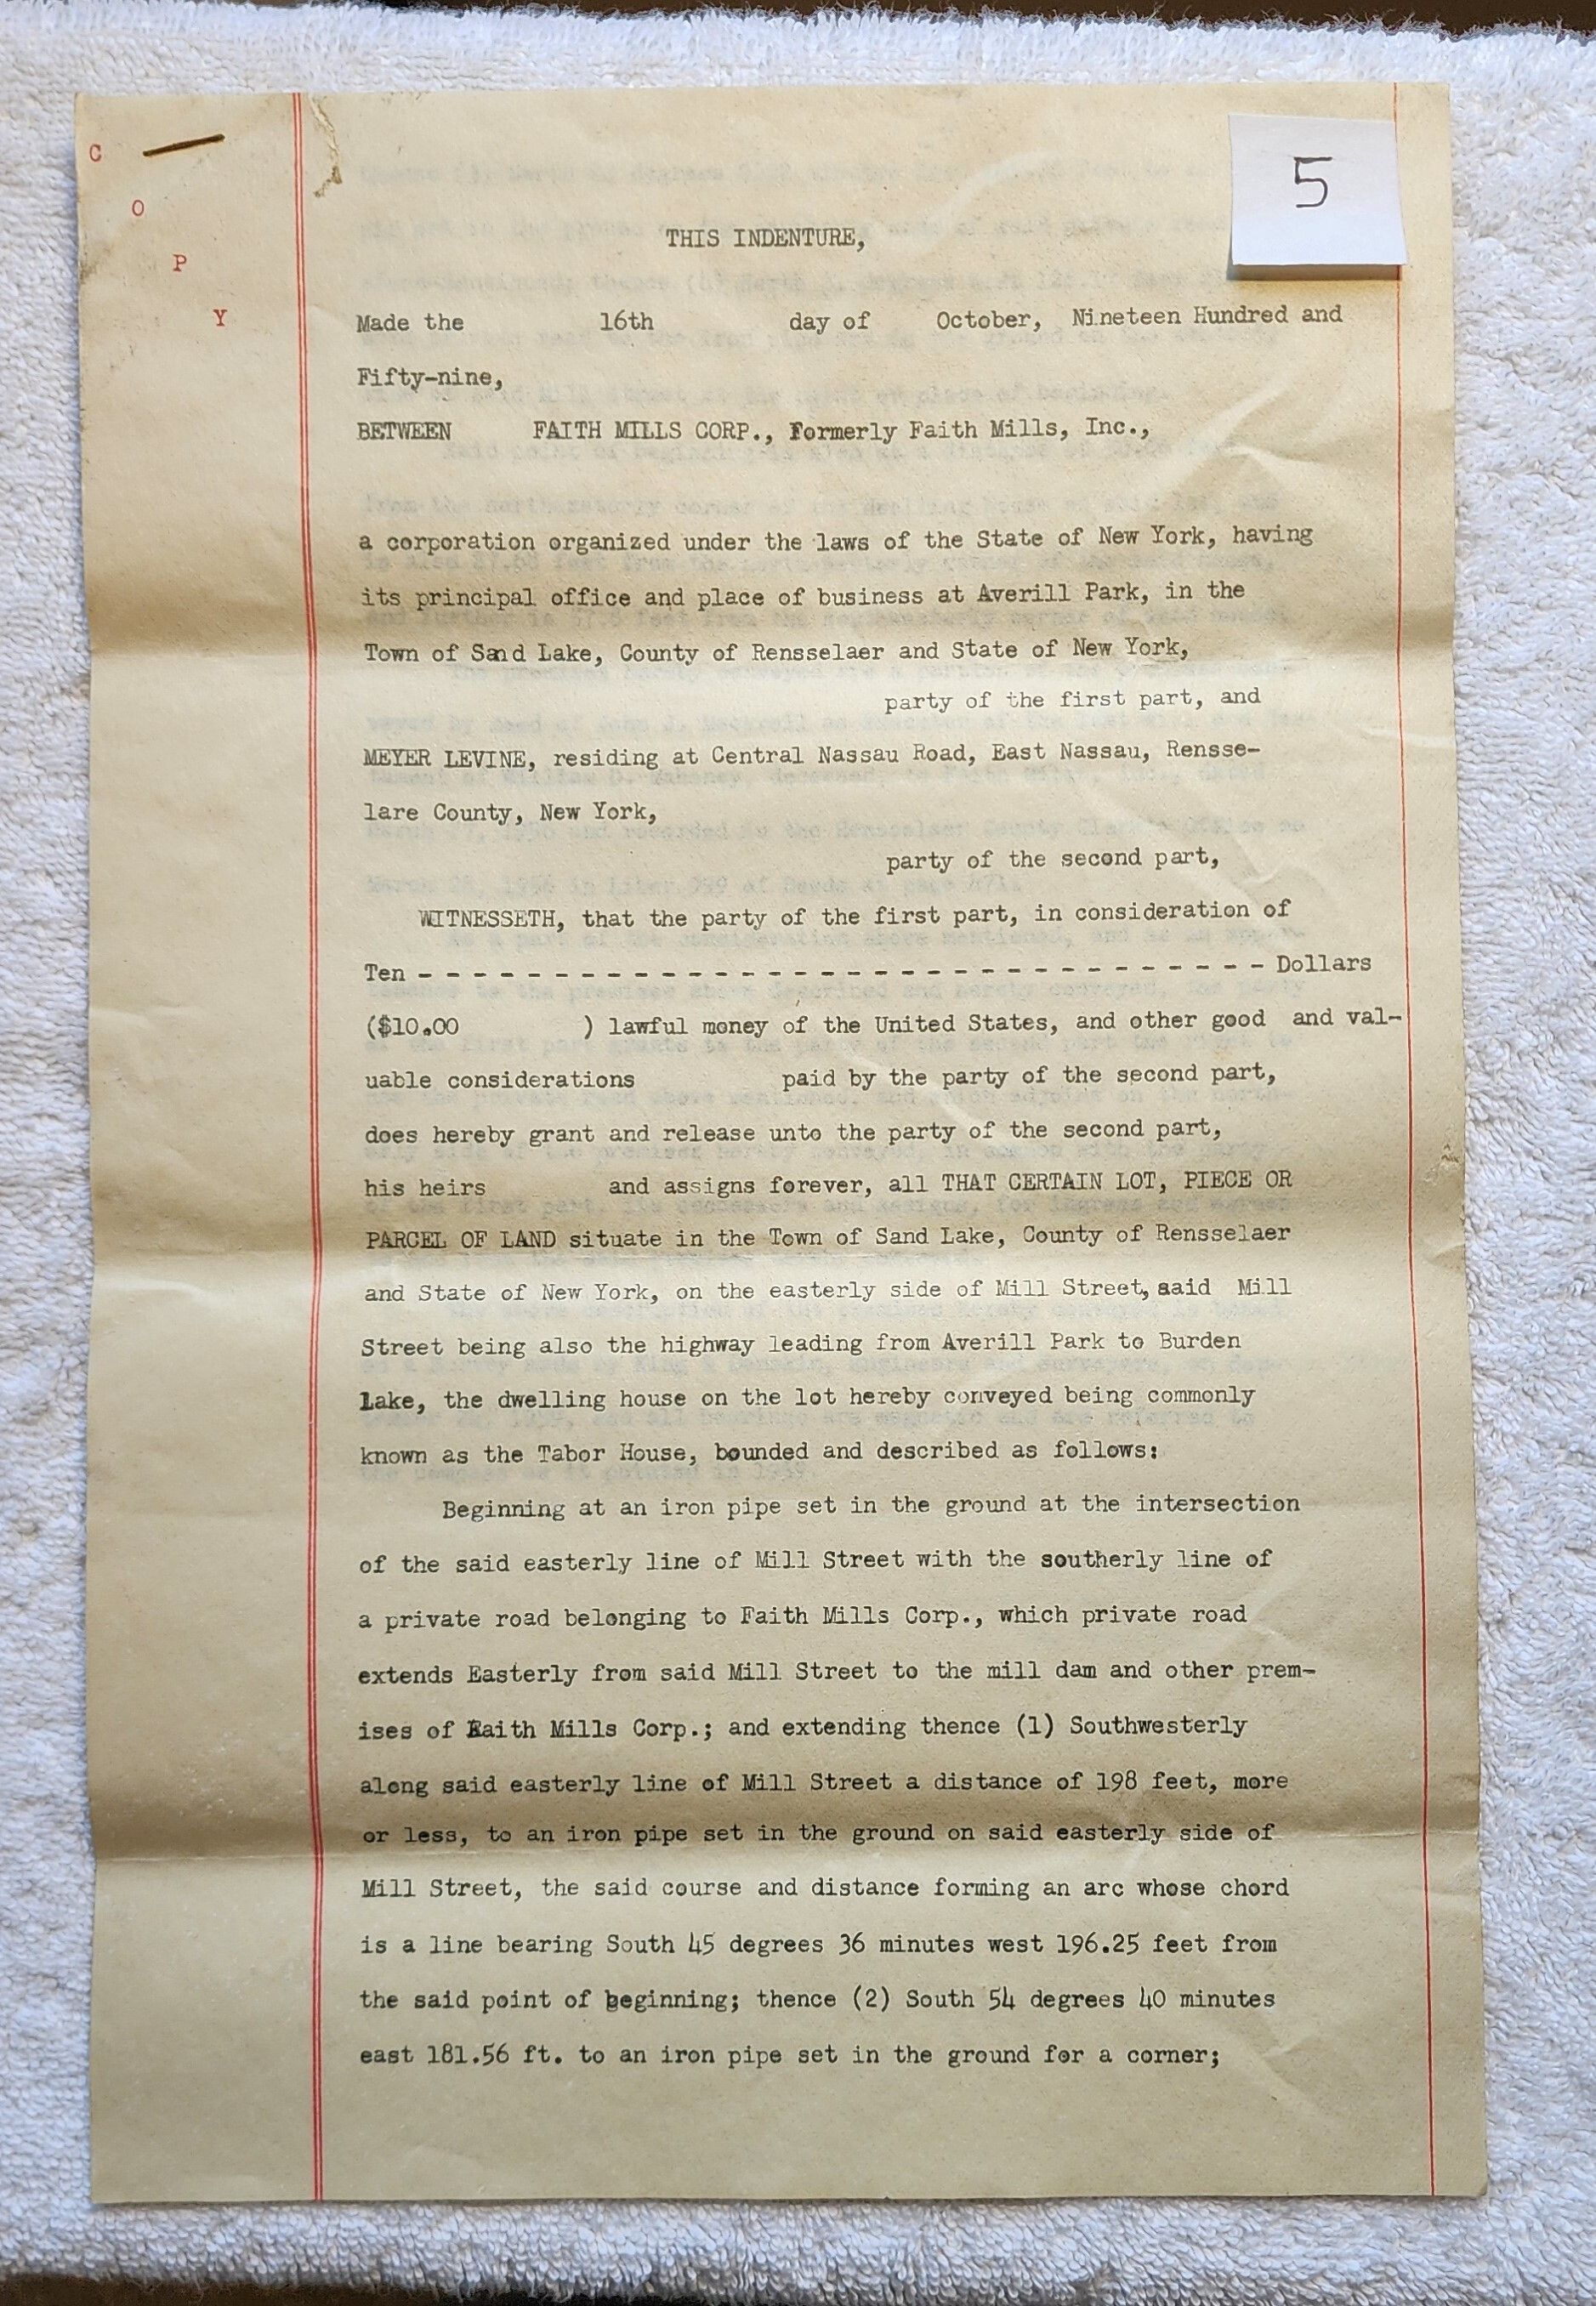 C
O
P
Y
5
THIS INDENTURE,
Made the 16th day of October, Nineteen Hundred and
Fifty-nine,
BETWEEN FAITH MILLS CORP., Formerly Faith Mills, Inc.,
a corporation organized under the laws of the State of New York, having
its principal office and place of business at Averill Park, in the
Town of Sand Lake, County of Rensselaer and State of New York,
party of the first part, and
MEYER LEVINE, residing at Central Nassau Road, East Nassau, Rensse-
lare County, New York,
party of the second part,
WITNESSETH, that the party of the first part, in consideration of
Ten - - - - - - - - - - - - - - - - - - - - - - - - - - - - - - - - Dollars
($10.00 ) lawful money of the United States, and other good and val-
uable considerations paid by the party of the second part,
does hereby grant and release unto the party of the second part,
his heirs and assigns forever, all THAT CERTAIN LOT, PIECE OR
PARCEL OF LAND situate in the Town of Sand Lake, County of Rensselaer
and State of New York, on the easterly side of Mill Street, said Mill
Street being also the highway leading from Averill Park to Burden
Lake, the dwelling house on the lot hereby conveyed being commonly
known as the Tabor House, bounded and described as follows:
Beginning at an iron pipe set in the ground at the intersection
of the said easterly line of Mill Street with the southerly line of
a private road belonging to Faith Mills Corp., which private road
extends Easterly from said Mill Street to the mill dam and other prem-
ises of Faith Mills Corp.; and extending thence (1) Southwesterly
along said easterly line of Mill Street a distance of 198 feet, more
or less, to an iron pipe set in the ground on said easterly side of
Mill Street, the said course and distance forming an arc whose chord
is a line bearing South 45 degrees 36 minutes west 196.25 feet from
the said point of beginning; thence (2) South 54 degrees 40 minutes
east 181.56 ft. to an iron pipe set in the ground for a corner;